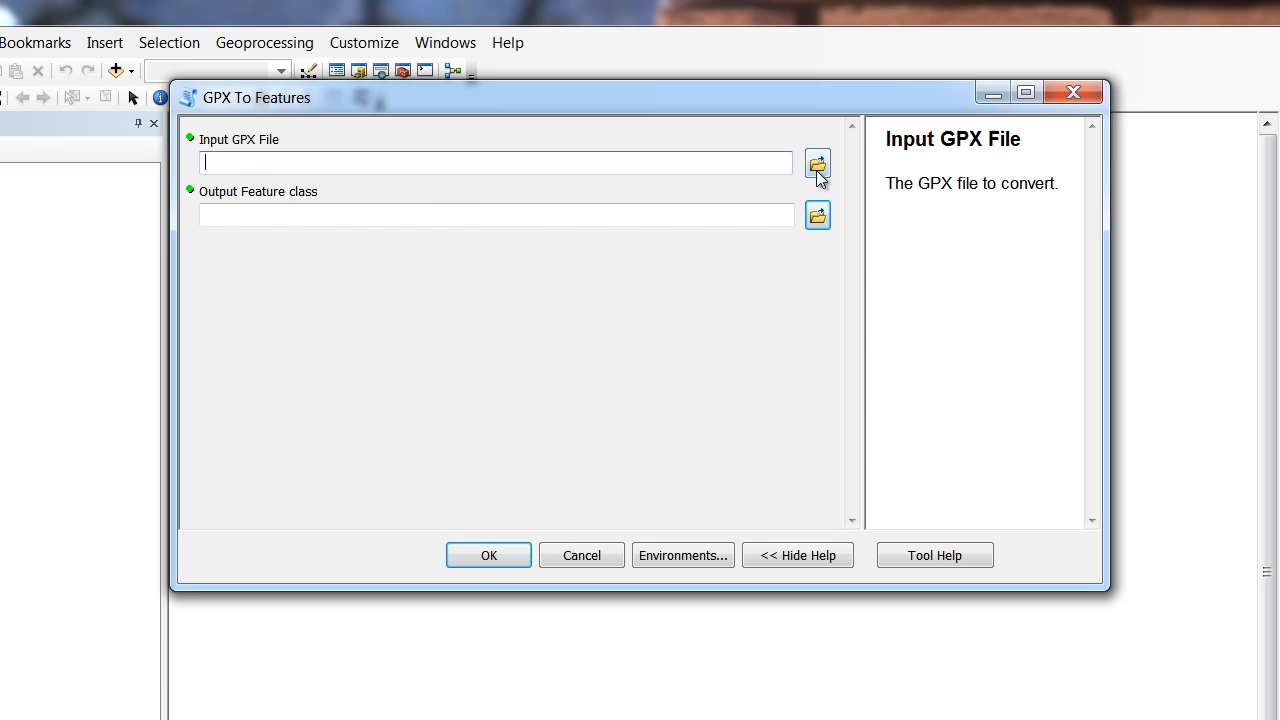 Bookmarks Insert Selection Geoprocessing Customize Windows Help
GPX To Features
Input GPX File
Output Feature class
Input GPX File
The GPX file to convert.
OK Cancel Environments... << Hide Help Tool Help